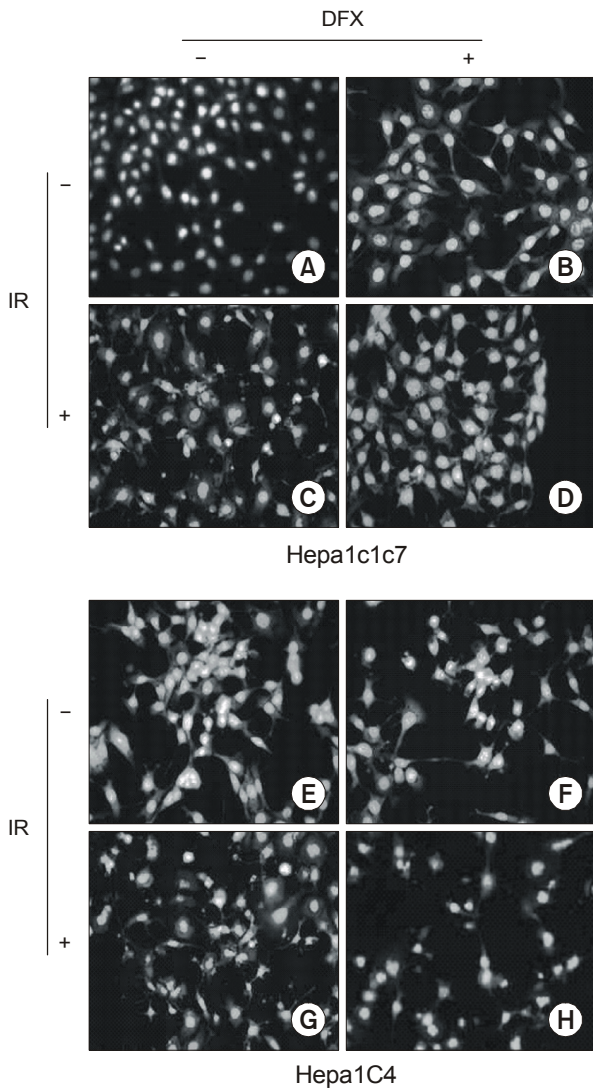 DFX
− +
−
A B
IR
+
C D
Hepa1c1c7
−
E F
IR
+
G H
Hepa1C4